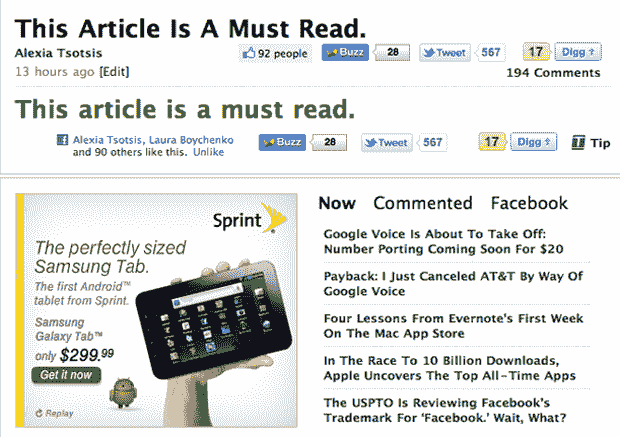 This Article Is A Must Read.
Alexia Tsotsis
92 people
Buzz
28
Tweet
567
17
Digg
13 hours ago [Edit]
194 Comments
This article is a must read.
Alexia Tsotsis, Laura Boychenko
and 90 others like this. Unlike
Buzz
28
Tweet
567
17
Digg
Tip
Sprint
The perfectly sized
Samsung Tab.
The first Android™
tablet from Sprint.
Samsung
Galaxy Tab™
only $299.99
Get it now
Replay
Now Commented Facebook
Google Voice Is About To Take Off:
Number Porting Coming Soon For $20
Payback: I Just Canceled AT&T By Way Of
Google Voice
Four Lessons From Evernote's First Week
On The Mac App Store
In The Race To 10 Billion Downloads,
Apple Uncovers The Top All-Time Apps
The USPTO Is Reviewing Facebook's
Trademark For ‘Facebook.’ Wait, What?